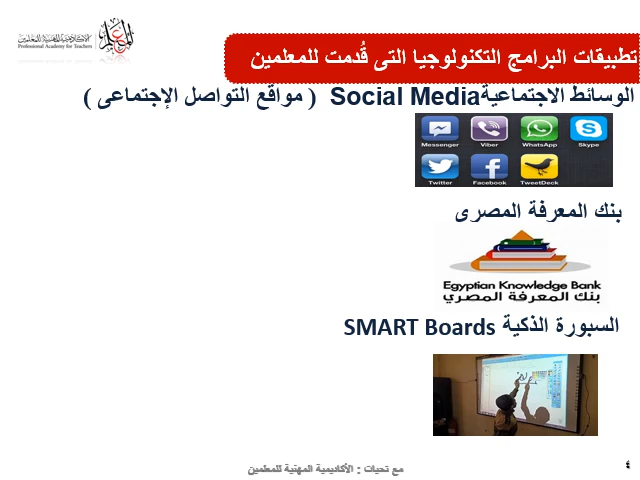 الأكاديمية المهنية للمعلمين
Professional Academy for Teachers
تطبيقات البرامج التكنولوجيا التى قُدمت للمعلمين
الوسائط الاجتماعيةSocial Media ( مواقع التواصل الإجتماعى )
Messenger Viber WhatsApp Skype
Twitter Facebook TweetDeck
بنك المعرفة المصرى
Egyptian Knowledge Bank
بنك المعرفة المصري
السبورة الذكية SMART Boards
مع تحيات : الأكاديمية المهنية للمعلمين
٤